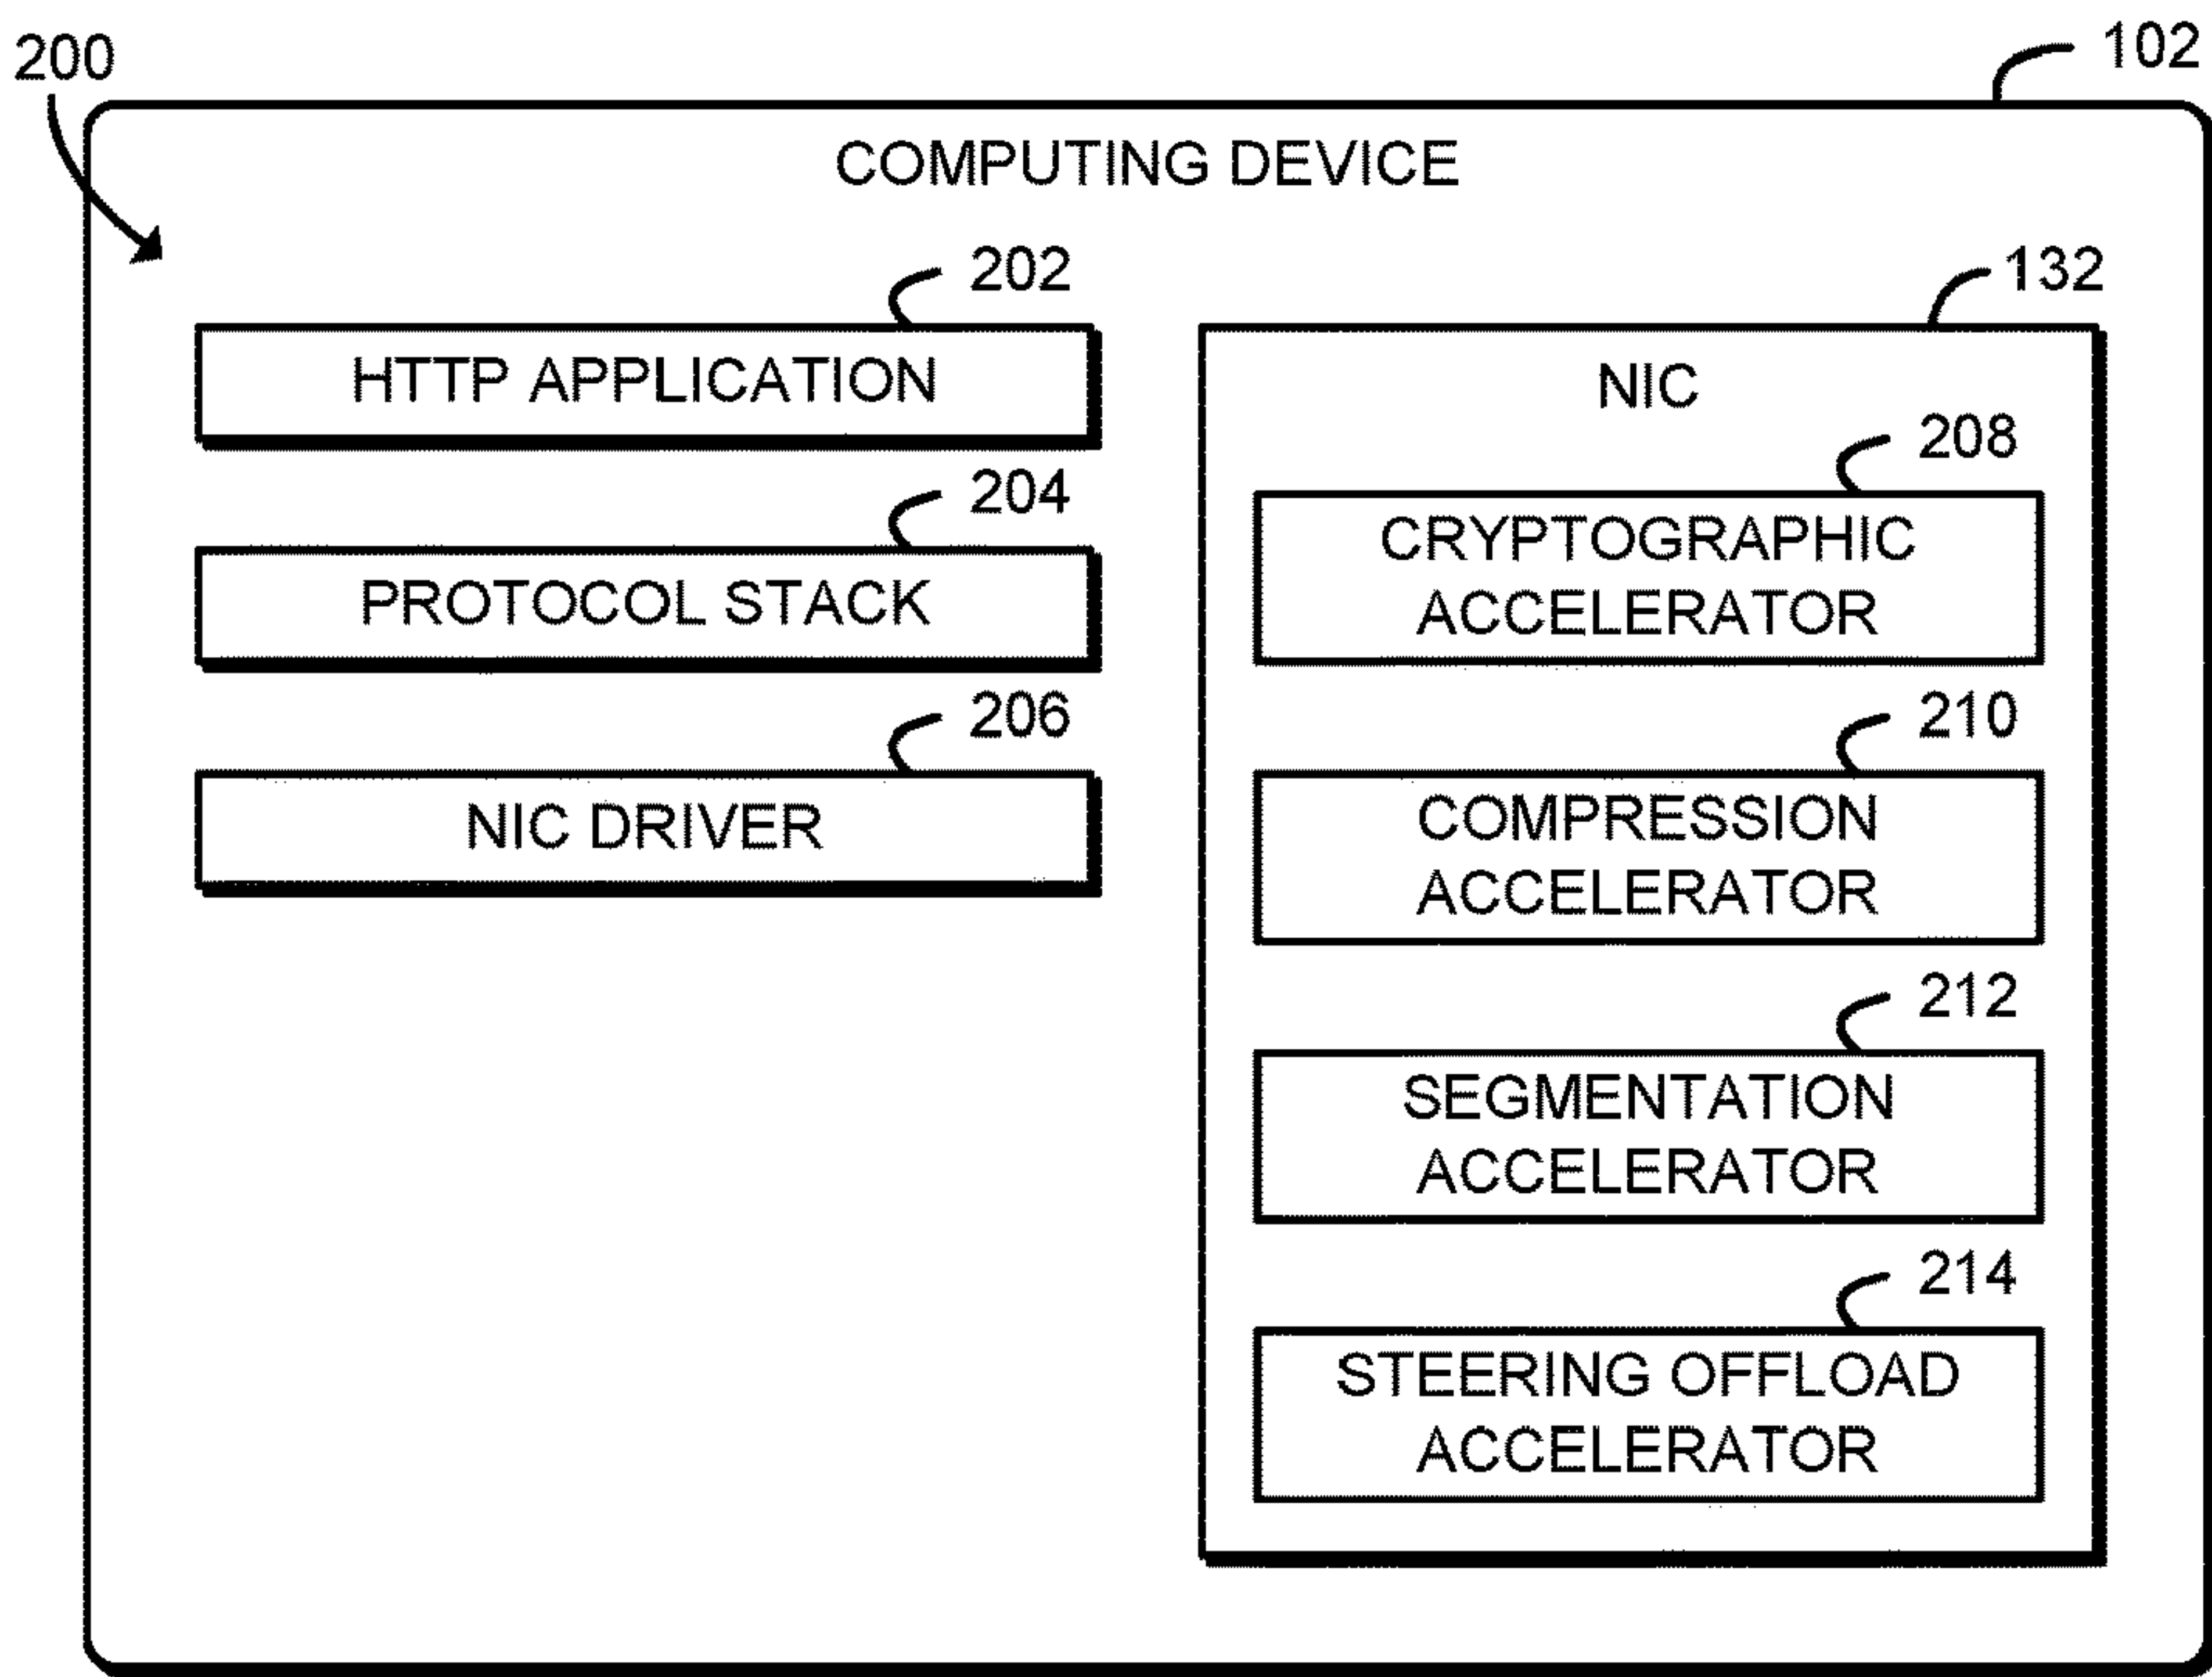 200
102
COMPUTING DEVICE
202
HTTP APPLICATION
204
PROTOCOL STACK
206
NIC DRIVER
132
NIC
208
CRYPTOGRAPHIC
ACCELERATOR
210
COMPRESSION
ACCELERATOR
212
SEGMENTATION
ACCELERATOR
214
STEERING OFFLOAD
ACCELERATOR